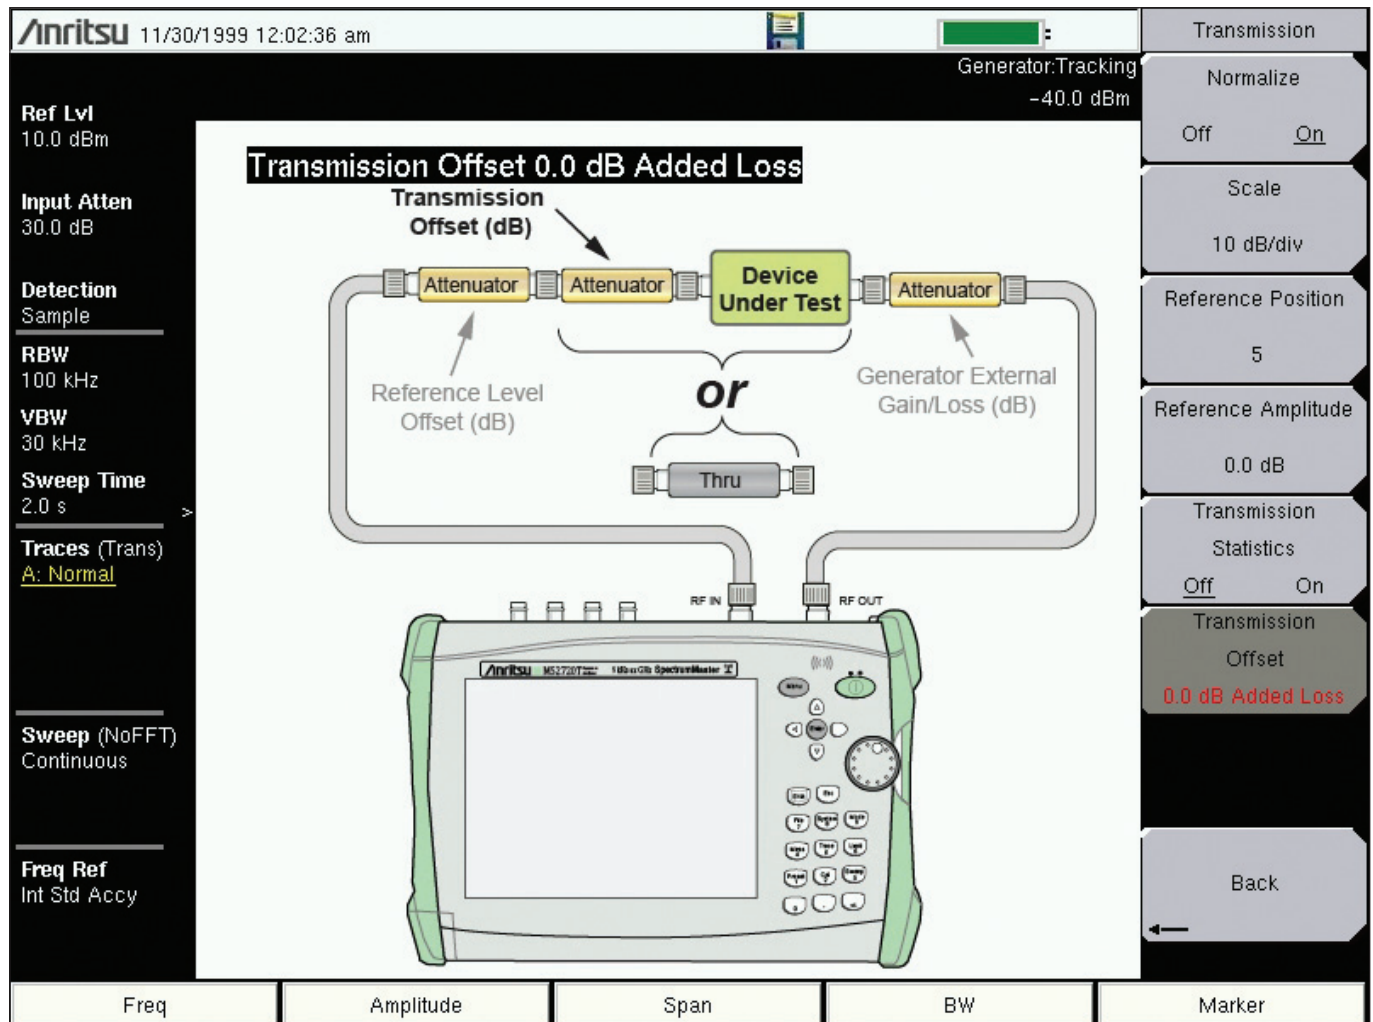 Anritsu 11/30/1999 12:02:36 am
Generator:Tracking
-40.0 dBm
Ref Lvl
10.0 dBm
Input Atten
30.0 dB
Detection
Sample
RBW
100 kHz
VBW
30 kHz
Sweep Time
2.0 s
>
Traces (Trans)
A: Normal
Sweep (NoFFT)
Continuous
Freq Ref
Int Std Accy
Transmission Offset 0.0 dB Added Loss
Transmission
Offset (dB)
Attenuator
Attenuator
Device
Under Test
Attenuator
Reference Level
Offset (dB)
or
Generator External
Gain/Loss (dB)
Thru
RF IN
RF OUT
Anritsu MS2720T
Spectrum Master
Transmission
Normalize
Off On
Scale
10 dB/div
Reference Position
5
Reference Amplitude
0.0 dB
Transmission
Statistics
Off On
Transmission
Offset
0.0 dB Added Loss
Back
Freq
Amplitude
Span
BW
Marker